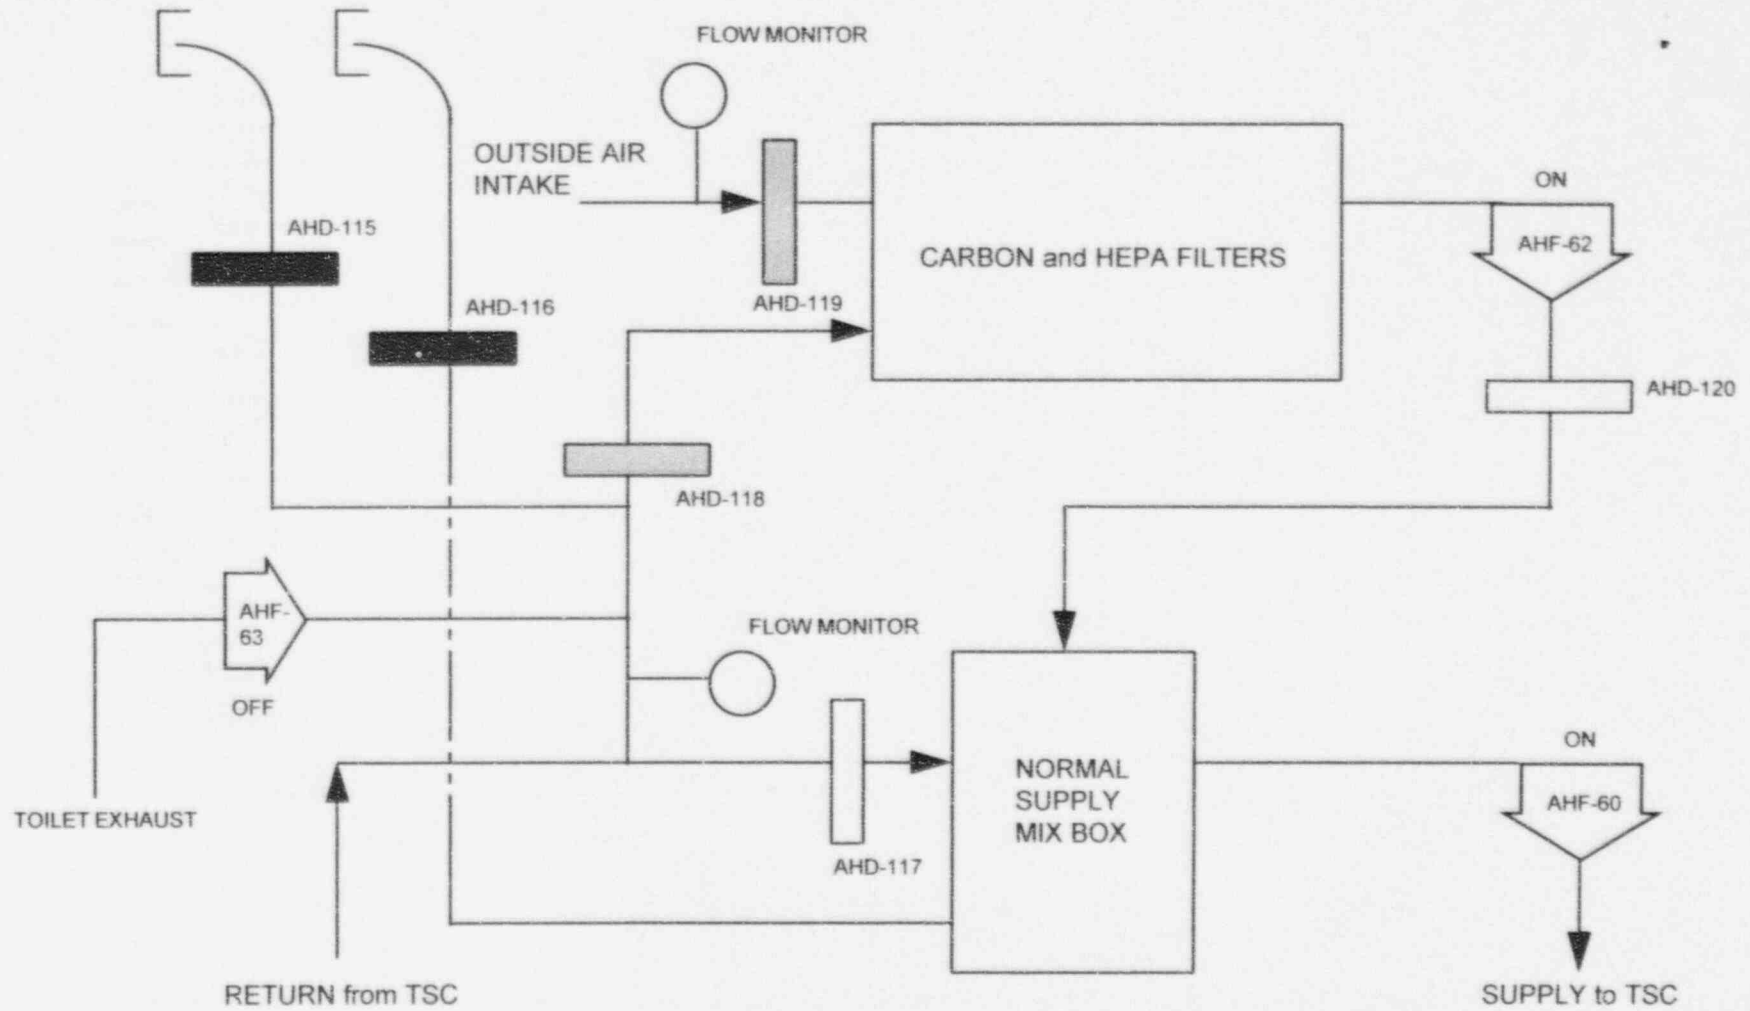 FLOW MONITOR
OUTSIDE AIR
INTAKE
ON
AHD-115
AHF-62
CARBON and HEPA FILTERS
AHD-119
AHD-116
AHD-120
AHD-118
AHF-
63
FLOW MONITOR
OFF
ON
NORMAL
SUPPLY
MIX BOX
AHF-60
TOILET EXHAUST
AHD-117
RETURN from TSC
SUPPLY to TSC